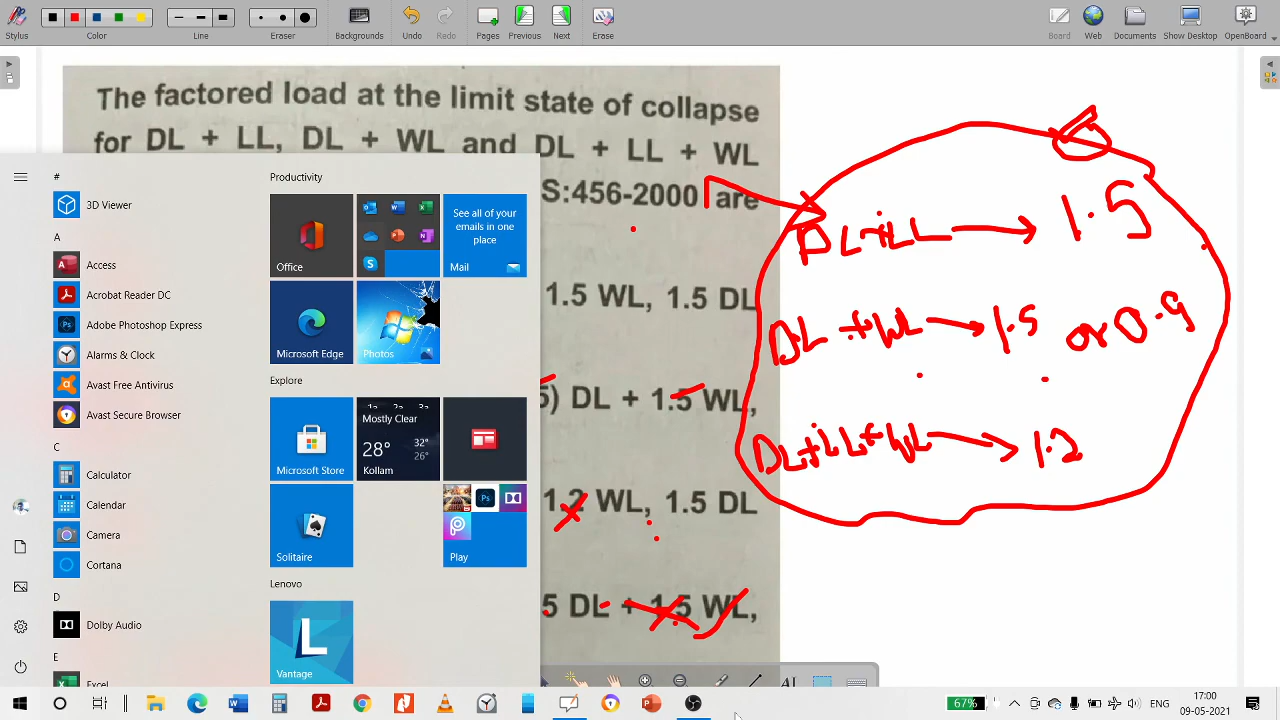 Stylus
Color
Line
Eraser
Backgrounds
Undo
Redo
Pages
Previous
Next
Erase
Board
Web
Documents
Show Desktop
OpenBoard
The factored load at the limit state of collapse
for DL + LL, DL + WL and DL + LL + WL
S:456-2000 are
1.5 WL, 1.5 DL
5) DL + 1.5 WL,
1.2 WL, 1.5 DL
5 DL + 1.5 WL,
DL+LL → 1.5
DL + WL → 1.5 or 0.9
DL+LL+WL → 1.2
#
3D Viewer
A
Access
Acrobat Reader DC
Adobe Photoshop Express
Alarms & Clock
Avast Free Antivirus
Avast Secure Browser
C
Calculator
Calendar
Camera
Cortana
D
Dolby Audio
E
Excel
Productivity
Office
See all of your
emails in one
place
Mail
Microsoft Edge
Photos
Explore
Microsoft Store
Mostly Clear
28°
32°
26°
Kollam
Solitaire
Play
Lenovo
Vantage
67%
ENG
17:00
09-05-2021